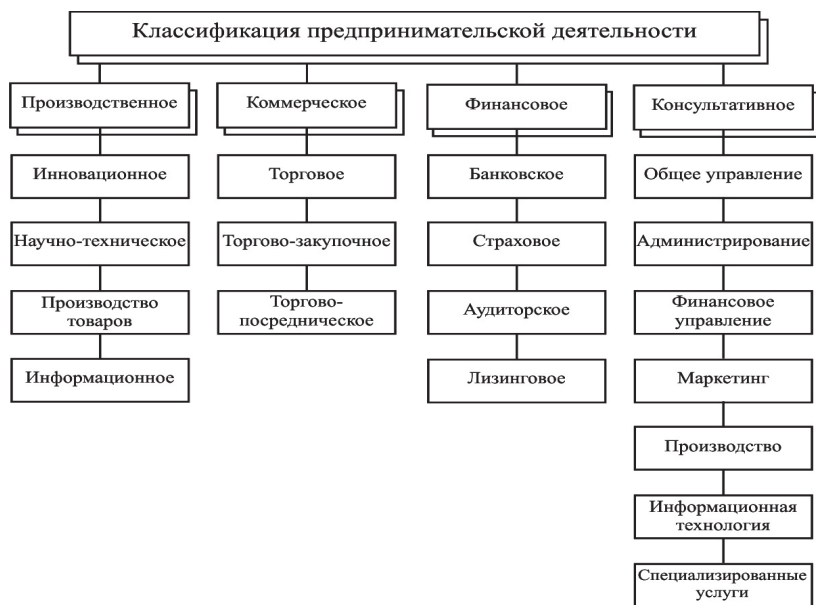 Классификация предпринимательской деятельности
Производственное
Инновационное
Научно-техническое
Производство
товаров
Информационное
Коммерческое
Торговое
Торгово-закупочное
Торгово-
посредническое
Финансовое
Банковское
Страховое
Аудиторское
Лизинговое
Консультативное
Общее управление
Администрирование
Финансовое
управление
Маркетинг
Производство
Информационная
технология
Специализированные
услуги